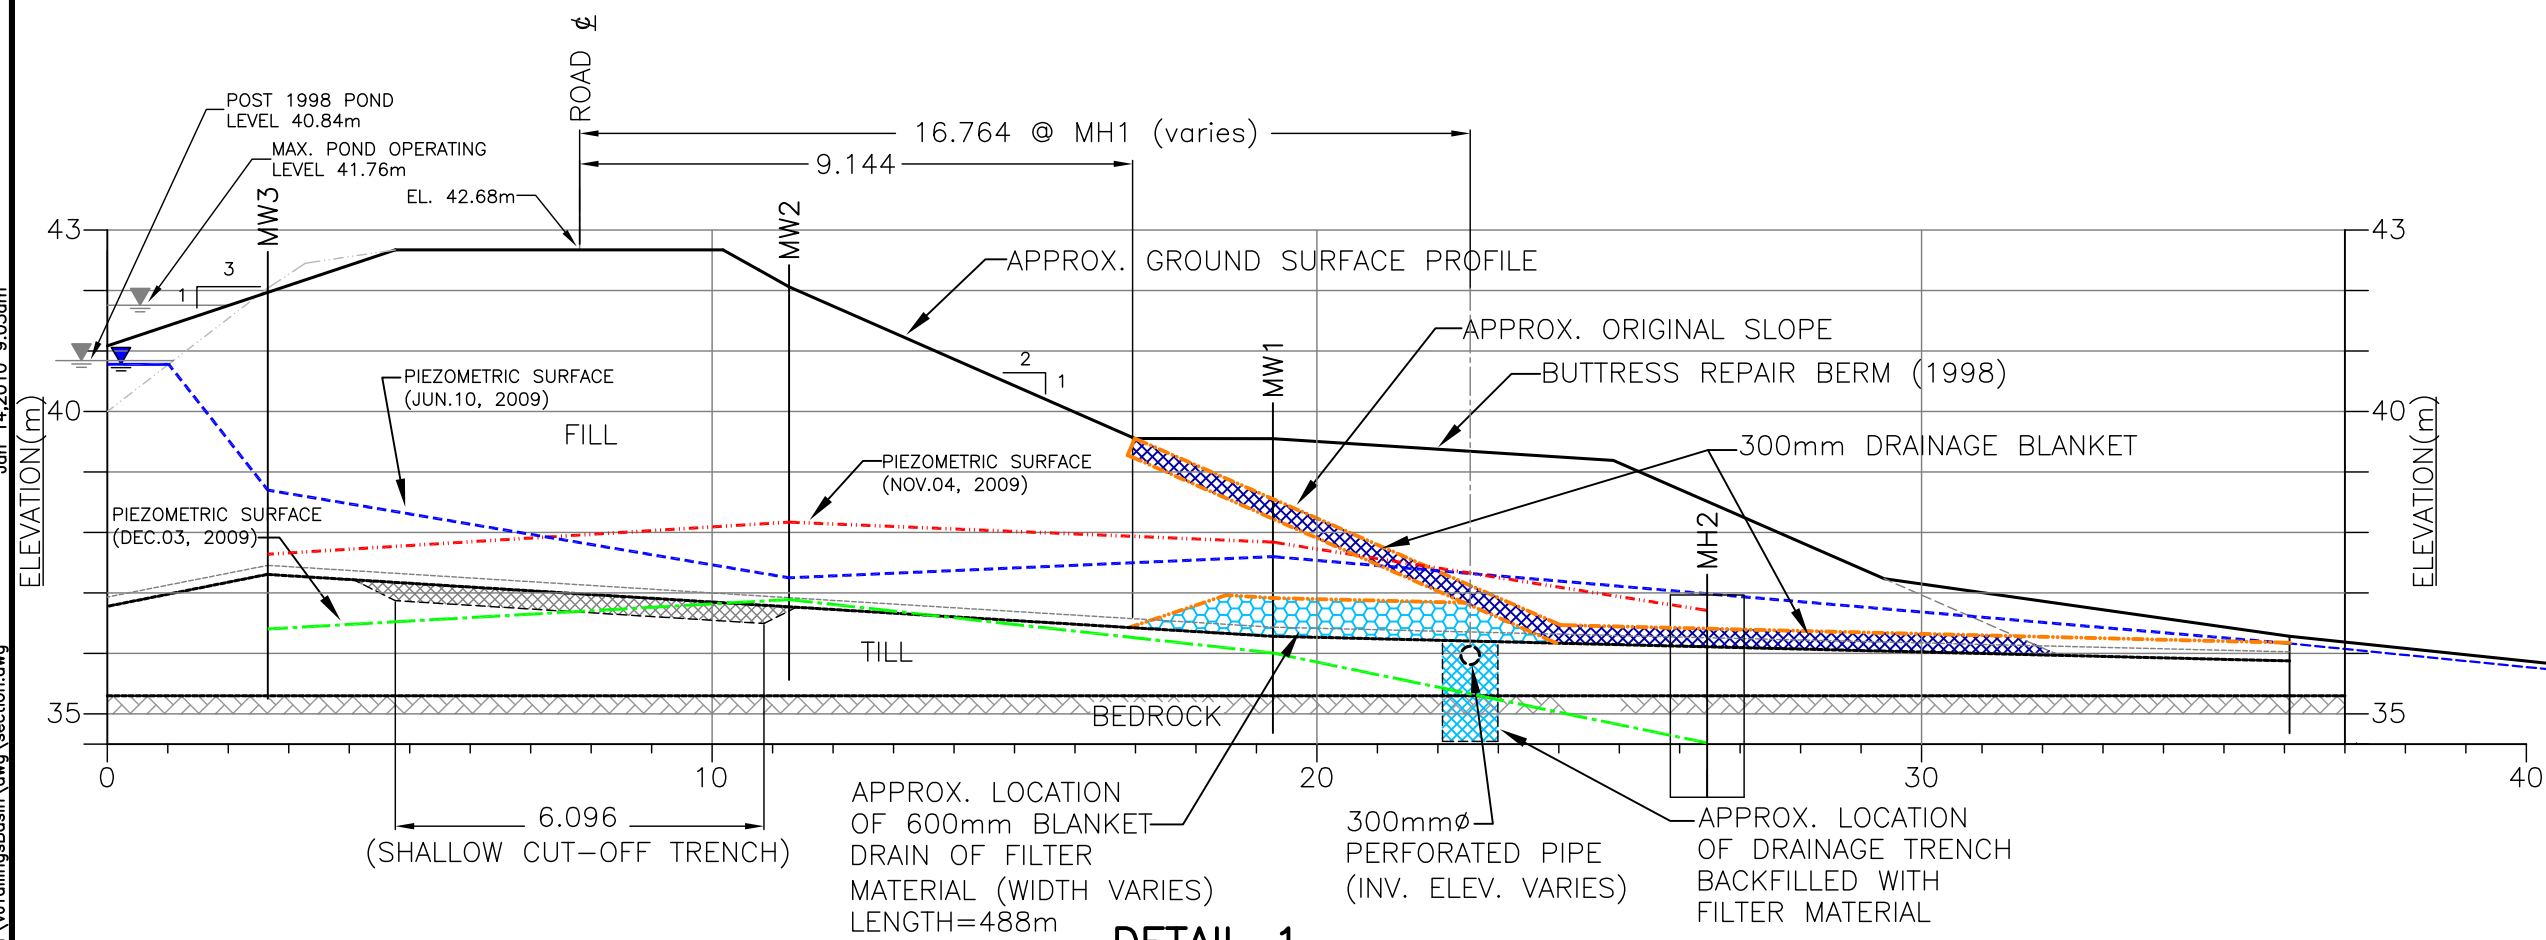 ROAD ℄
POST 1998 POND
LEVEL 40.84m
MAX. POND OPERATING
LEVEL 41.76m
EL. 42.68m
16.764 @ MH1 (varies)
9.144
MW3
MW2
MW1
MH2
43
40
35
43
40
35
ELEVATION(m)
ELEVATION(m)
3
1
2
1
APPROX. GROUND SURFACE PROFILE
APPROX. ORIGINAL SLOPE
BUTTRESS REPAIR BERM (1998)
300mm DRAINAGE BLANKET
PIEZOMETRIC SURFACE
(JUN.10, 2009)
FILL
PIEZOMETRIC SURFACE
(NOV.04, 2009)
PIEZOMETRIC SURFACE
(DEC.03, 2009)
TILL
BEDROCK
0
10
20
30
40
6.096
(SHALLOW CUT-OFF TRENCH)
APPROX. LOCATION
OF 600mm BLANKET
DRAIN OF FILTER
MATERIAL (WIDTH VARIES)
LENGTH=488m
300mmø
PERFORATED PIPE
(INV. ELEV. VARIES)
APPROX. LOCATION
OF DRAINAGE TRENCH
BACKFILLED WITH
FILTER MATERIAL
DETAIL 1